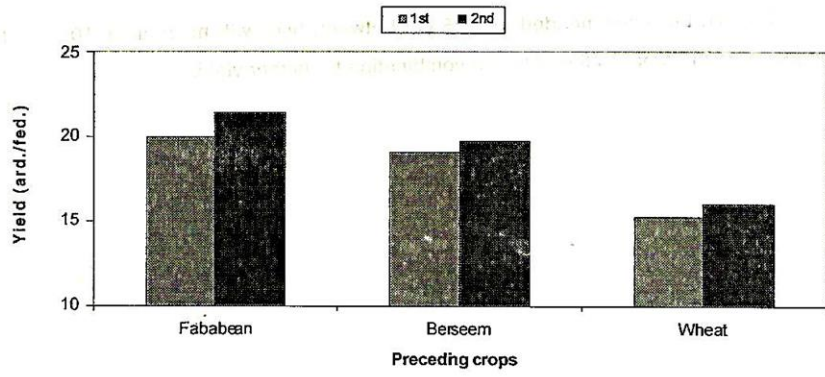 1st 2nd
25
20
15
10
Yield (ard./fed.)
Fababean Berseem Wheat
Preceding crops